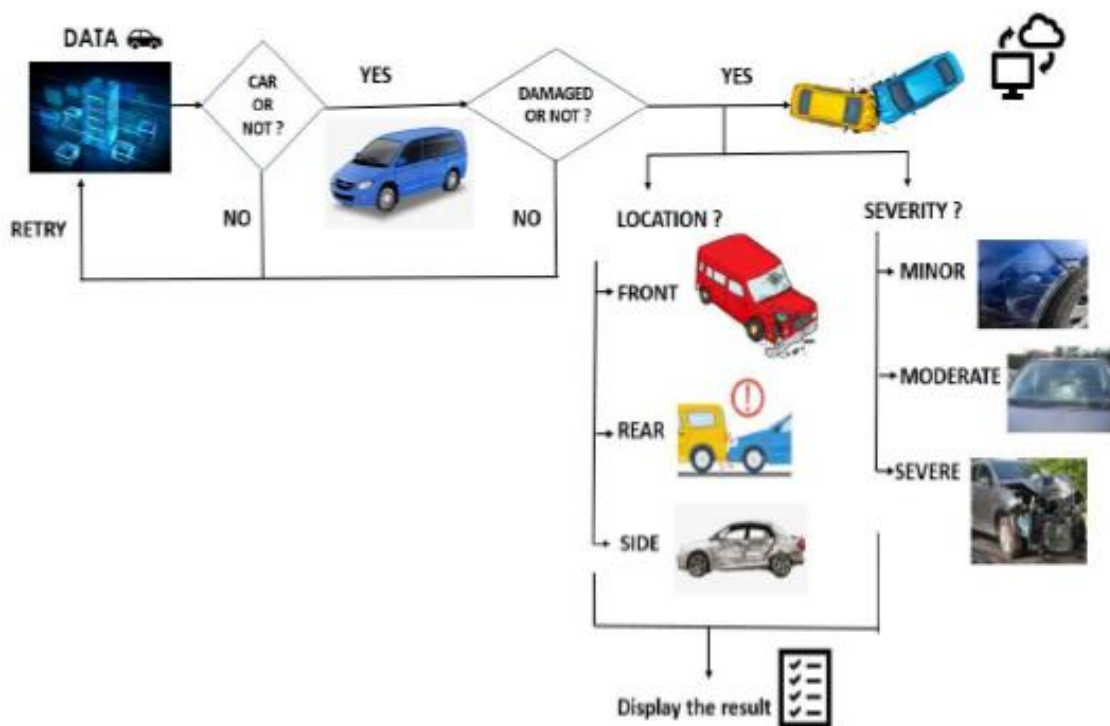 DATA
CAR
OR
NOT ?
YES
DAMAGED
OR NOT ?
YES
NO
NO
RETRY
LOCATION ?
SEVERITY ?
FRONT
MINOR
MODERATE
REAR
SEVERE
SIDE
Display the result